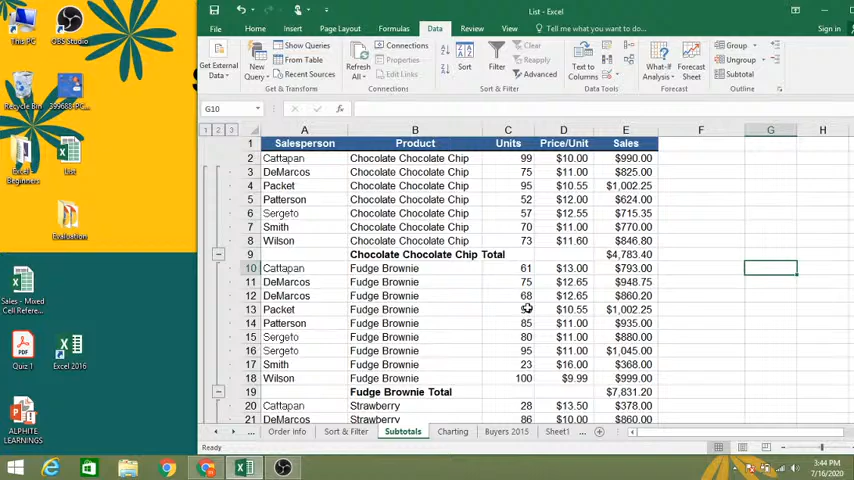 List - Excel
Sign in
File Home Insert Page Layout Formulas Data Review View Tell me what you want to do...
Get External Data
New Query
Show Queries
From Table
Recent Sources
Get & Transform
Refresh All
Connections
Properties
Edit Links
Connections
Sort
Filter
Clear
Reapply
Advanced
Sort & Filter
Text to Columns
Data Tools
What-If Analysis
Forecast Sheet
Forecast
Group
Ungroup
Subtotal
Outline
G10
1 2 3
A B C D E F G H
1 Salesperson Product Units Price/Unit Sales
2 Cattapan Chocolate Chocolate Chip 99 $10.00 $990.00
3 DeMarcos Chocolate Chocolate Chip 75 $11.00 $825.00
4 Packet Chocolate Chocolate Chip 95 $10.55 $1,002.25
5 Patterson Chocolate Chocolate Chip 52 $12.00 $624.00
6 Sergeto Chocolate Chocolate Chip 57 $12.55 $715.35
7 Smith Chocolate Chocolate Chip 70 $11.00 $770.00
8 Wilson Chocolate Chocolate Chip 73 $11.60 $846.80
9 Chocolate Chocolate Chip Total $4,783.40
10 Cattapan Fudge Brownie 61 $13.00 $793.00
11 DeMarcos Fudge Brownie 75 $12.65 $948.75
12 DeMarcos Fudge Brownie 68 $12.65 $860.20
13 Packet Fudge Brownie $10.55 $1,002.25
14 Patterson Fudge Brownie 85 $11.00 $935.00
15 Sergeto Fudge Brownie 80 $11.00 $880.00
16 Sergeto Fudge Brownie 95 $11.00 $1,045.00
17 Smith Fudge Brownie 23 $16.00 $368.00
18 Wilson Fudge Brownie 100 $9.99 $999.00
19 Fudge Brownie Total $7,831.20
20 Cattapan Strawberry 28 $13.50 $378.00
21 DeMarcos Strawberry 86 $10.00 $860.00
... Order Info Sort & Filter Subtotals Charting Buyers 2015 Sheet1 ...
Ready
This PC
OBS Studio
Recycle Bin
399688-PC...
Excel - Beginners
List
Evaluation
Sales - Mixed Cell Refere...
Quiz 1
Excel 2016
ALPHITE LEARNINGS
3:44 PM
7/16/2020